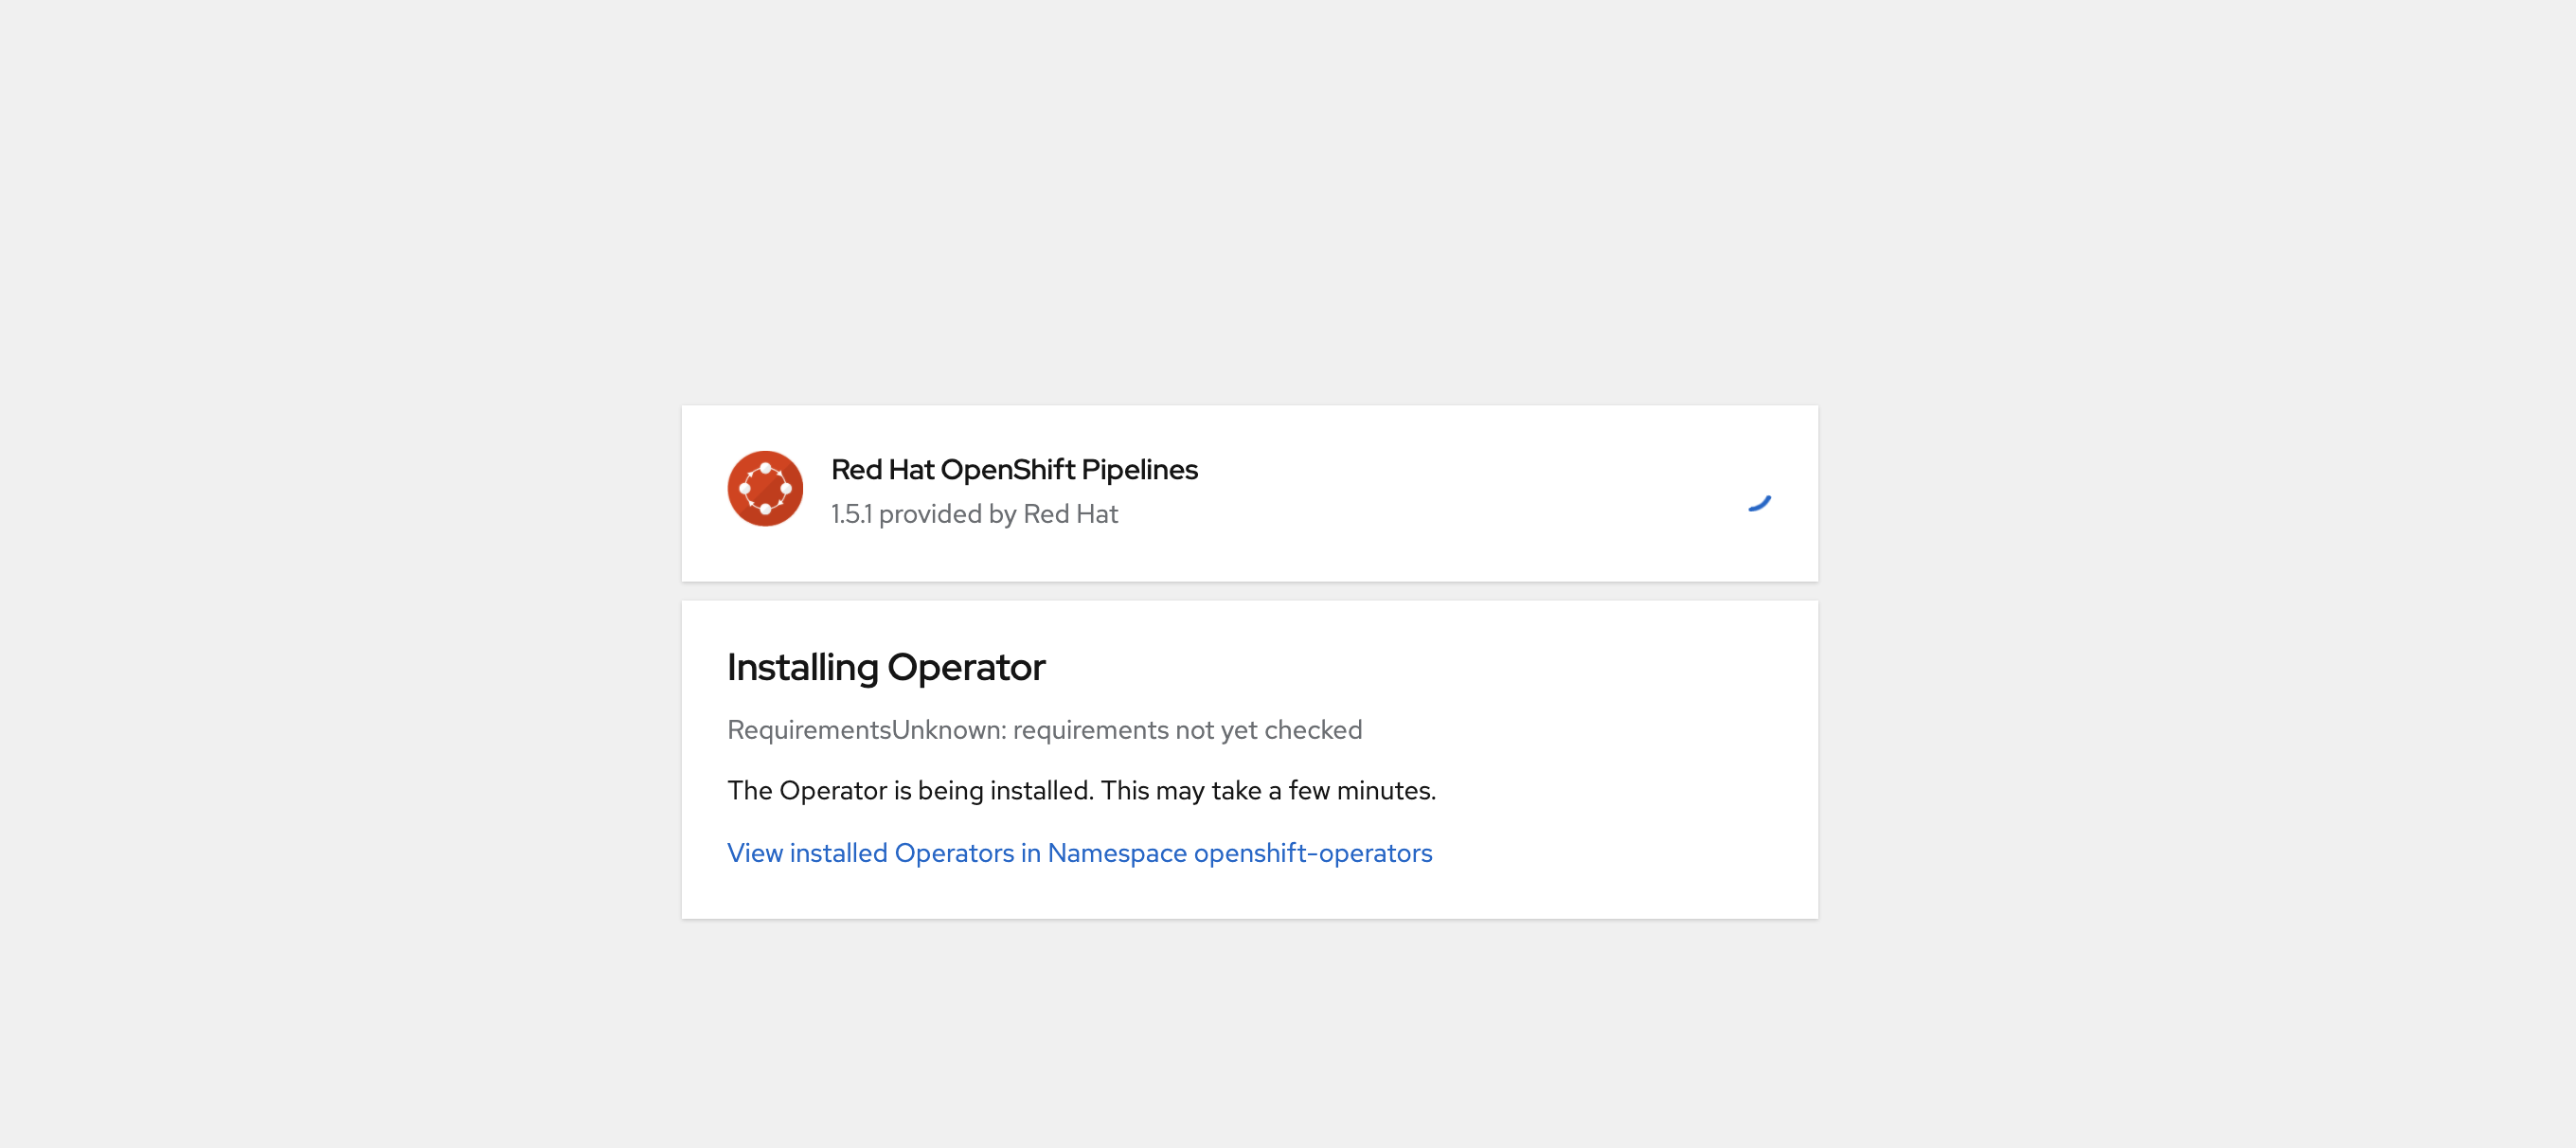 Red Hat OpenShift Pipelines
1.5.1 provided by Red Hat
Installing Operator
RequirementsUnknown: requirements not yet checked
The Operator is being installed. This may take a few minutes.
View installed Operators in Namespace openshift-operators